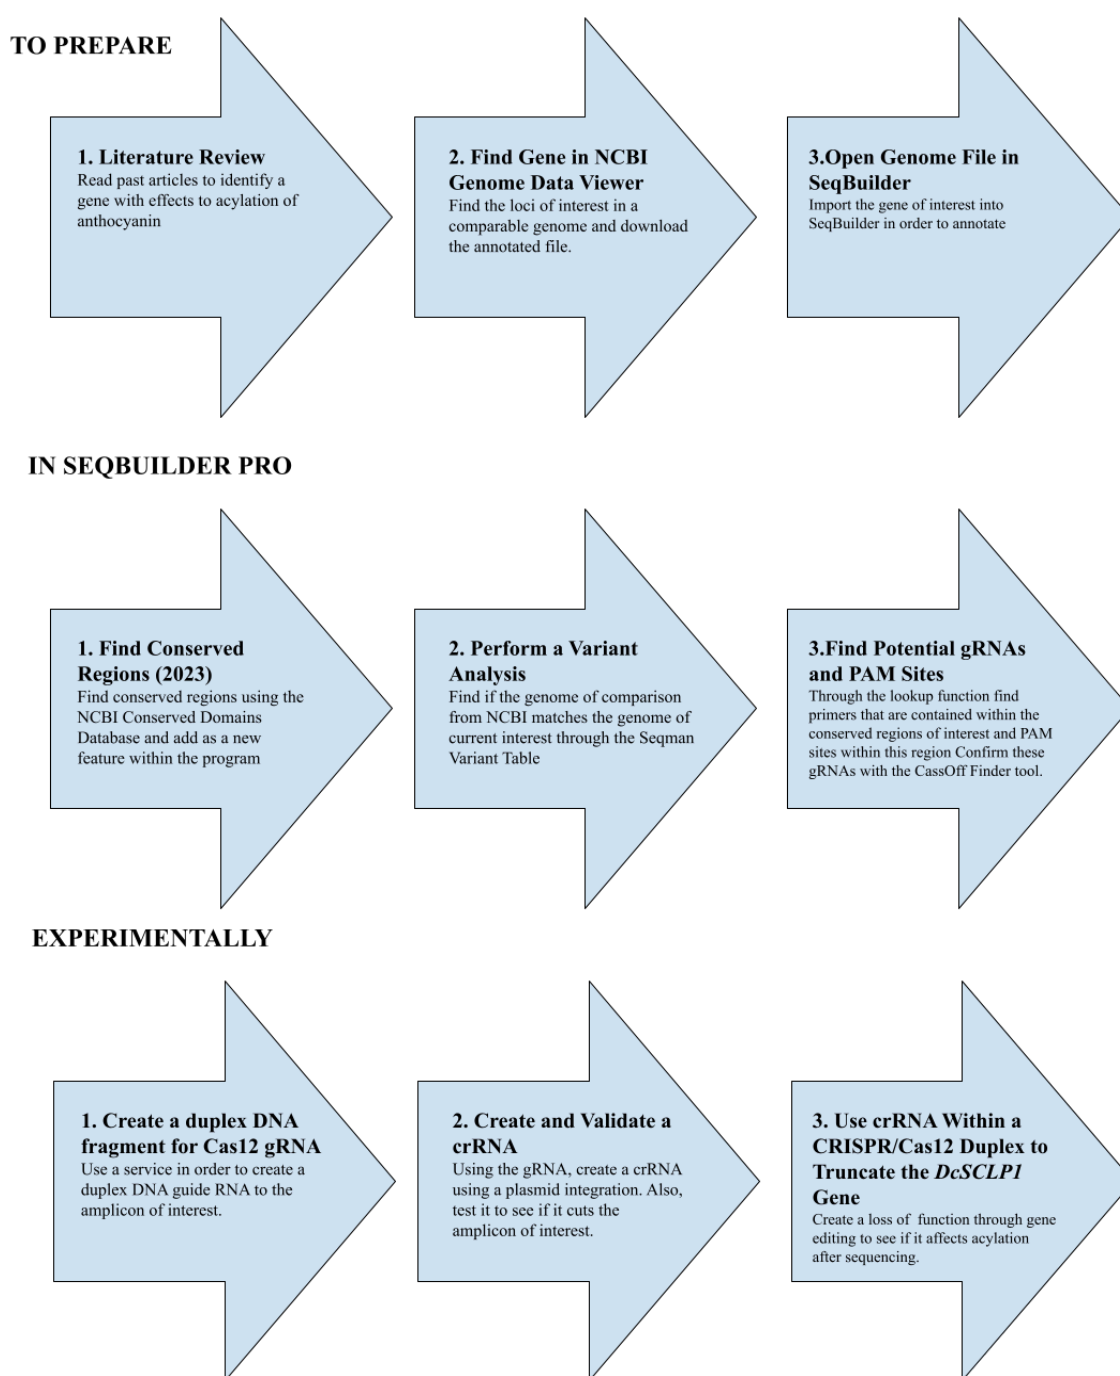 TO PREPARE
1. Literature Review
Read past articles to identify a
gene with effects to acylation of
anthocyanin
2. Find Gene in NCBI
Genome Data Viewer
Find the loci of interest in a
comparable genome and download
the annotated file.
3.Open Genome File in
SeqBuilder
Import the gene of interest into
SeqBuilder in order to annotate
IN SEQBUILDER PRO
1. Find Conserved
Regions (2023)
Find conserved regions using the
NCBI Conserved Domains
Database and add as a new
feature within the program
2. Perform a Variant
Analysis
Find if the genome of comparison
from NCBI matches the genome of
current interest through the Seqman
Variant Table
3.Find Potential gRNAs
and PAM Sites
Through the lookup function find
primers that are contained within the
conserved regions of interest and PAM
sites within this region Confirm these
gRNAs with the CassOff Finder tool.
EXPERIMENTALLY
1. Create a duplex DNA
fragment for Cas12 gRNA
Use a service in order to create a
duplex DNA guide RNA to the
amplicon of interest.
2. Create and Validate a
crRNA
Using the gRNA, create a crRNA
using a plasmid integration. Also,
test it to see if it cuts the
amplicon of interest.
3. Use crRNA Within a
CRISPR/Cas12 Duplex to
Truncate the DcSCLP1
Gene
Create a loss of function through gene
editing to see if it affects acylation
after sequencing.